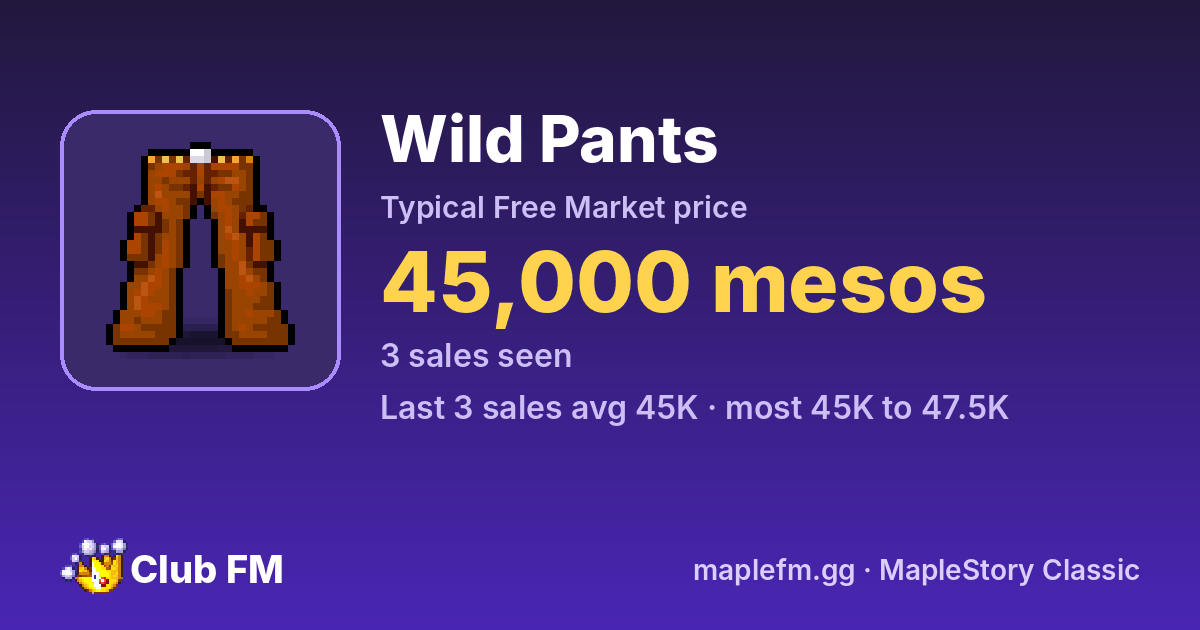 Wild Pants
Typical Free Market price
45,000 mesos
3 sales seen
Last 3 sales avg 45K · most 45K to 47.5K
Club FM
maplefm.gg · MapleStory Classic